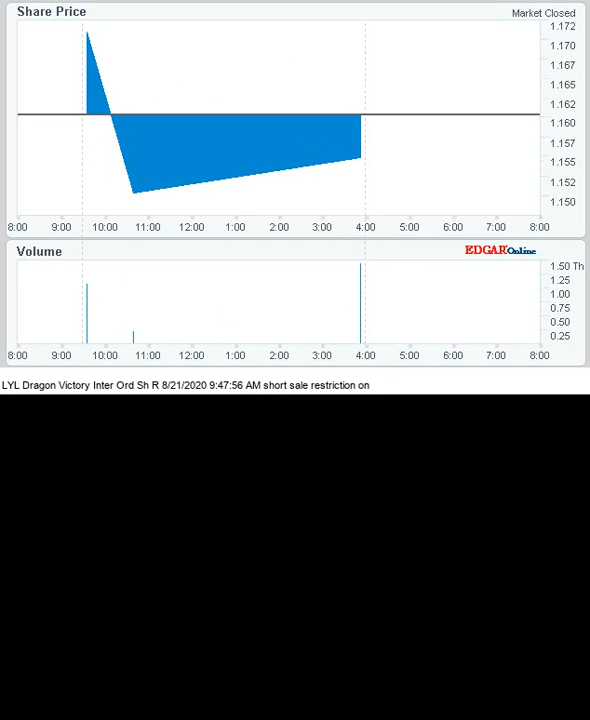 Share Price
Market Closed
1.172
1.170
1.167
1.165
1.162
1.160
1.157
1.155
1.152
1.150
8:00 9:00 10:00 11:00 12:00 1:00 2:00 3:00 4:00 5:00 6:00 7:00 8:00
Volume
EDGAR Online
1.50 Th
1.25
1.00
0.75
0.50
0.25
8:00 9:00 10:00 11:00 12:00 1:00 2:00 3:00 4:00 5:00 6:00 7:00 8:00
LYL Dragon Victory Inter Ord Sh R 8/21/2020 9:47:56 AM short sale restriction on